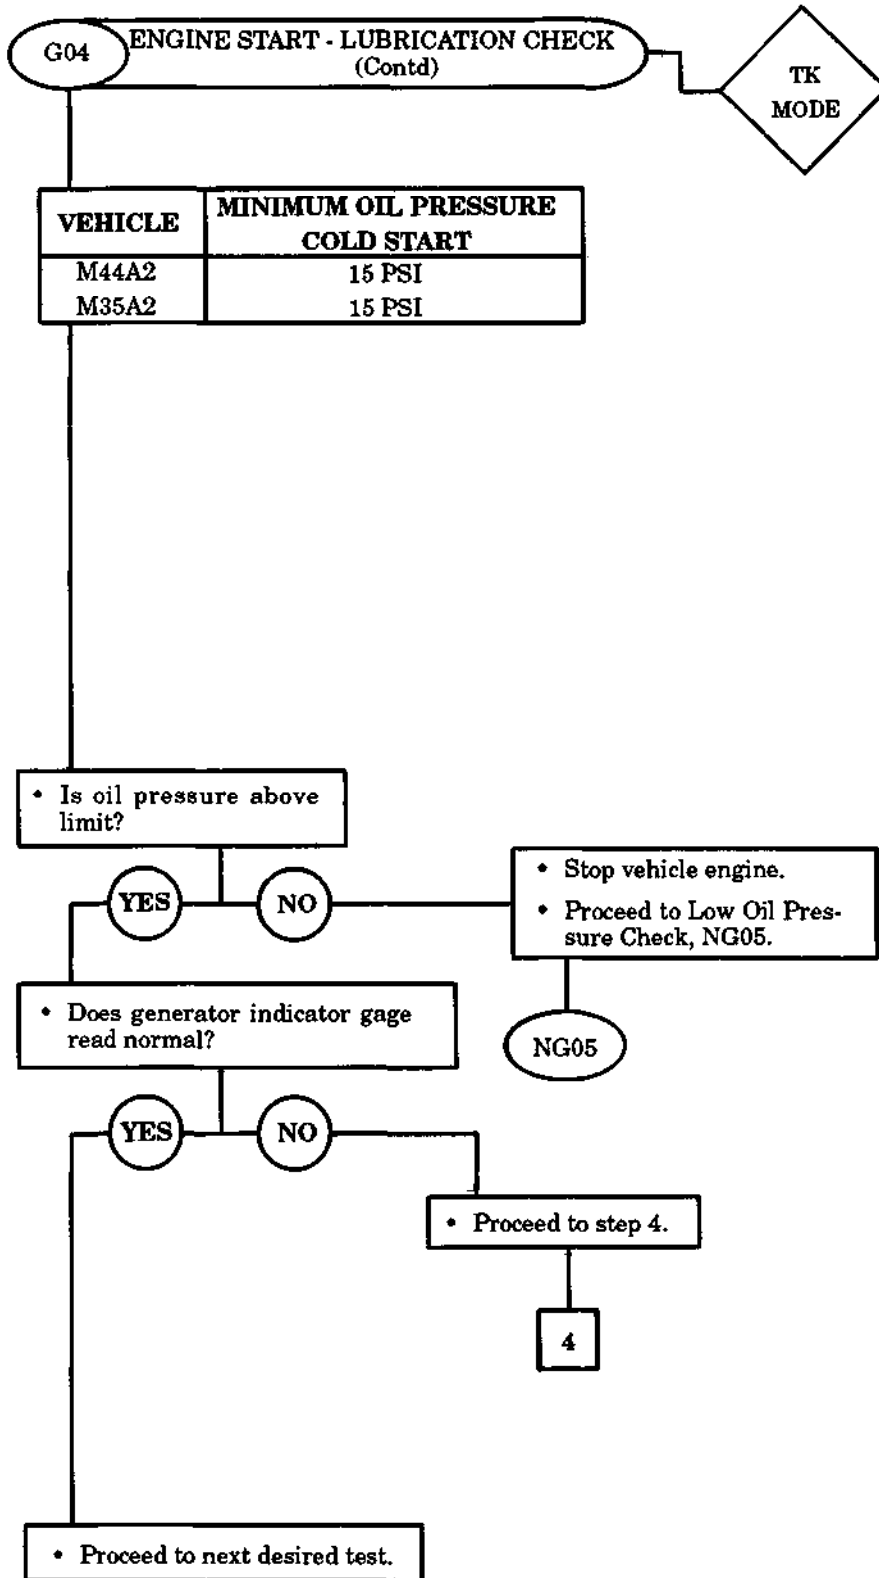 G04
ENGINE START - LUBRICATION CHECK
(Contd)
TK
MODE
VEHICLE
MINIMUM OIL PRESSURE
COLD START
M44A2 15 PSI
M35A2 15 PSI
• Is oil pressure above
limit?
YES NO
• Stop vehicle engine.
• Proceed to Low Oil Pres-
sure Check, NG05.
NG05
• Does generator indicator gage
read normal?
YES NO
• Proceed to step 4.
4
• Proceed to next desired test.